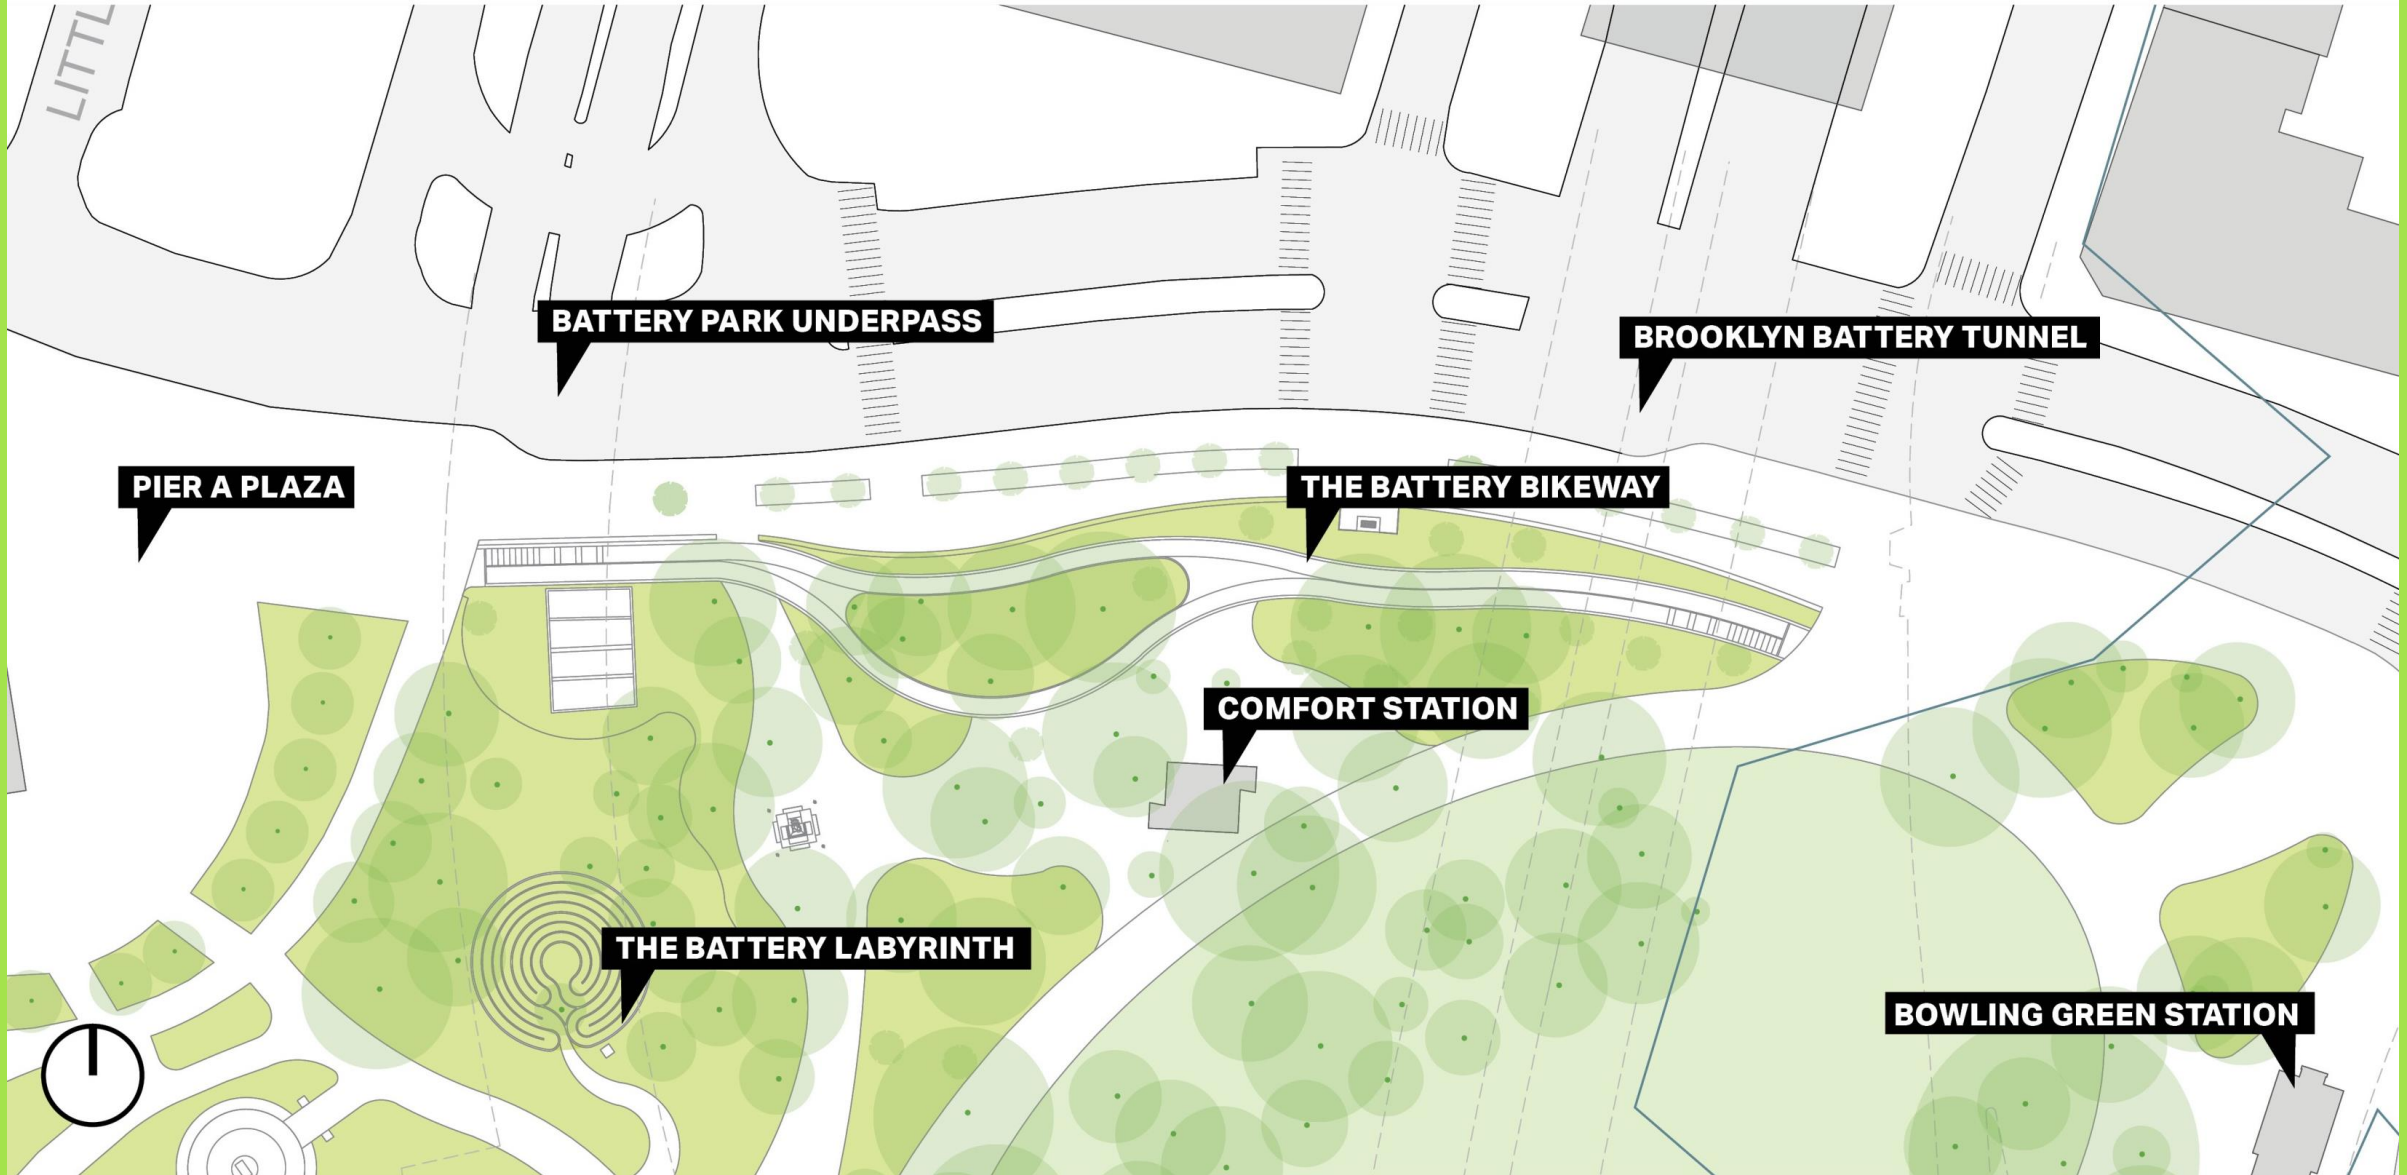 LITTL
BATTERY PARK UNDERPASS
BROOKLYN BATTERY TUNNEL
PIER A PLAZA
THE BATTERY BIKEWAY
COMFORT STATION
THE BATTERY LABYRINTH
BOWLING GREEN STATION